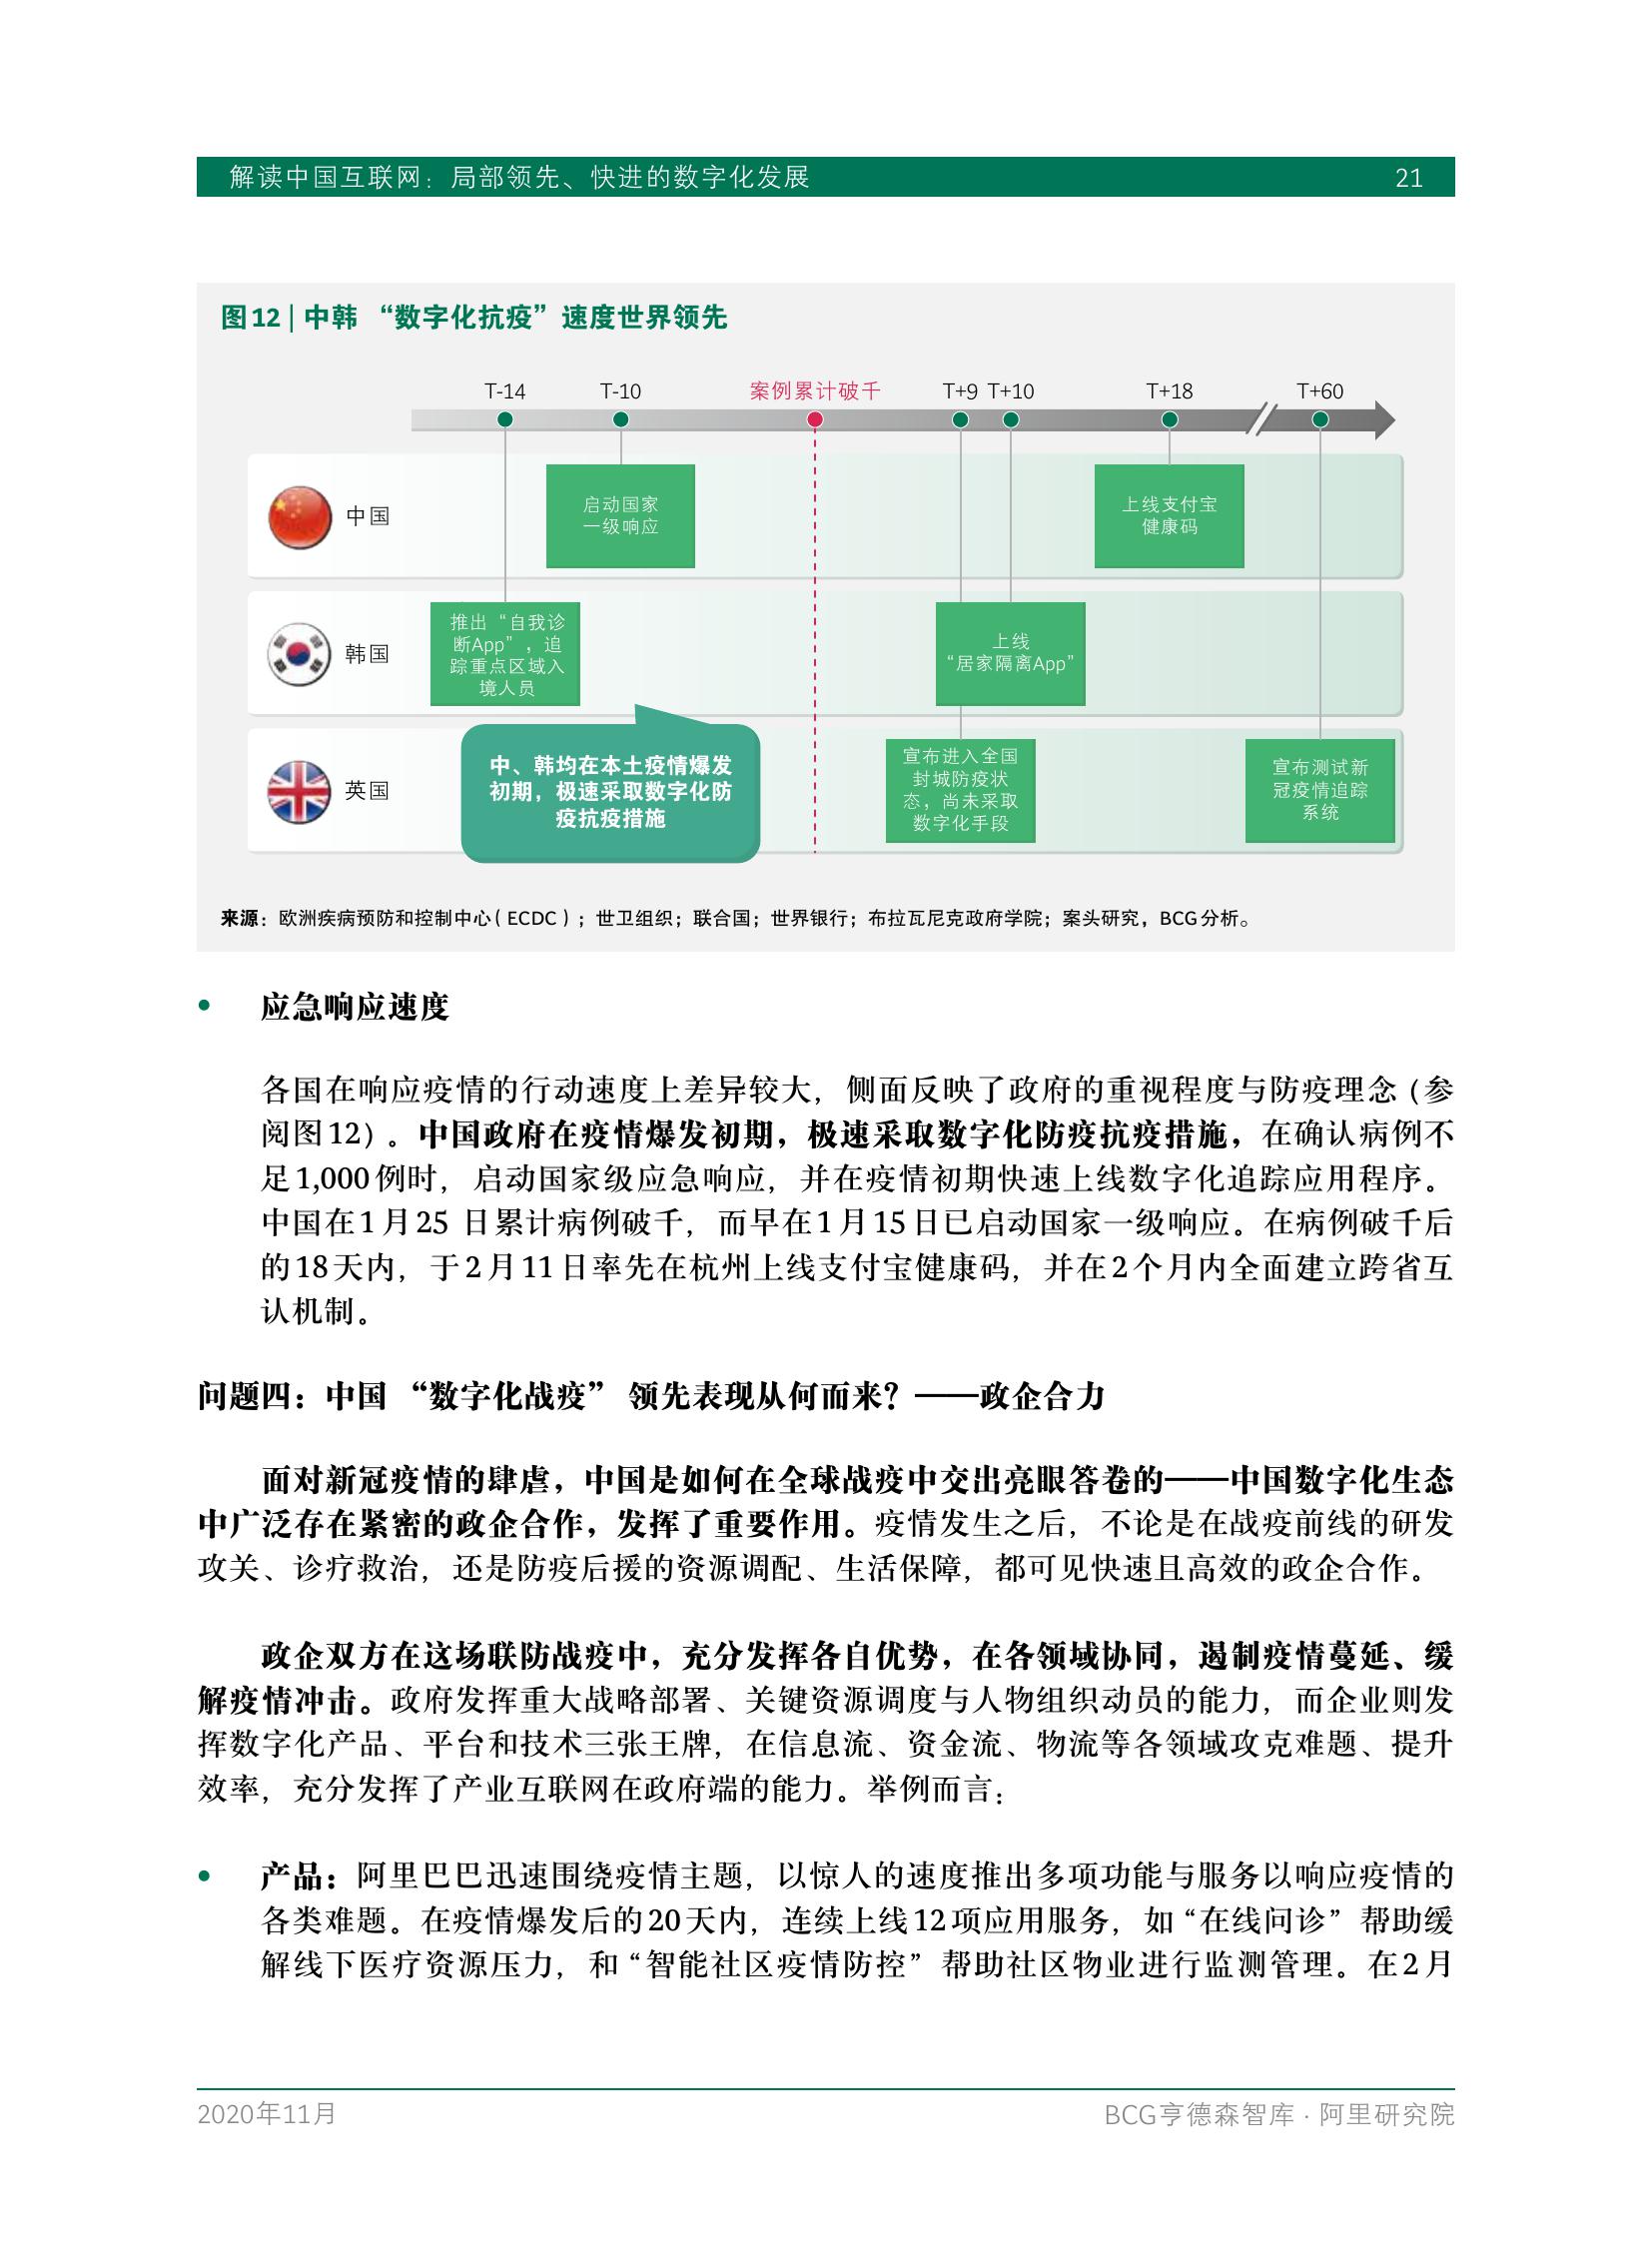 解读中国互联网：局部领先、快进的数字化发展 21
图12 | 中韩 “数字化抗疫”速度世界领先
T-14 T-10 案例累计破千 T+9 T+10 T+18 T+60
中国
启动国家
一级响应
上线支付宝
健康码
韩国
推出“自我诊
断App”，追
踪重点区域入
境人员
上线
“居家隔离App”
英国
中、韩均在本土疫情爆发
初期，极速采取数字化防
疫抗疫措施
宣布进入全国
封城防疫状
态，尚未采取
数字化手段
宣布测试新
冠疫情追踪
系统
来源：欧洲疾病预防和控制中心（ECDC）；世卫组织；联合国；世界银行；布拉瓦尼克政府学院；案头研究，BCG分析。
• 应急响应速度
各国在响应疫情的行动速度上差异较大，侧面反映了政府的重视程度与防疫理念（参
阅图12）。中国政府在疫情爆发初期，极速采取数字化防疫抗疫措施，在确认病例不
足1,000例时，启动国家级应急响应，并在疫情初期快速上线数字化追踪应用程序。
中国在1月25 日累计病例破千，而早在1月15日已启动国家一级响应。在病例破千后
的18天内，于2月11日率先在杭州上线支付宝健康码，并在2个月内全面建立跨省互
认机制。
问题四：中国 “数字化战疫” 领先表现从何而来？——政企合力
面对新冠疫情的肆虐，中国是如何在全球战疫中交出亮眼答卷的——中国数字化生态
中广泛存在紧密的政企合作，发挥了重要作用。疫情发生之后，不论是在战疫前线的研发
攻关、诊疗救治，还是防疫后援的资源调配、生活保障，都可见快速且高效的政企合作。
政企双方在这场联防战疫中，充分发挥各自优势，在各领域协同，遏制疫情蔓延、缓
解疫情冲击。政府发挥重大战略部署、关键资源调度与人物组织动员的能力，而企业则发
挥数字化产品、平台和技术三张王牌，在信息流、资金流、物流等各领域攻克难题、提升
效率，充分发挥了产业互联网在政府端的能力。举例而言：
• 产品：阿里巴巴迅速围绕疫情主题，以惊人的速度推出多项功能与服务以响应疫情的
各类难题。在疫情爆发后的20天内，连续上线12项应用服务，如“在线问诊” 帮助缓
解线下医疗资源压力，和“智能社区疫情防控” 帮助社区物业进行监测管理。在2月
2020年11月 BCG亨德森智库 · 阿里研究院